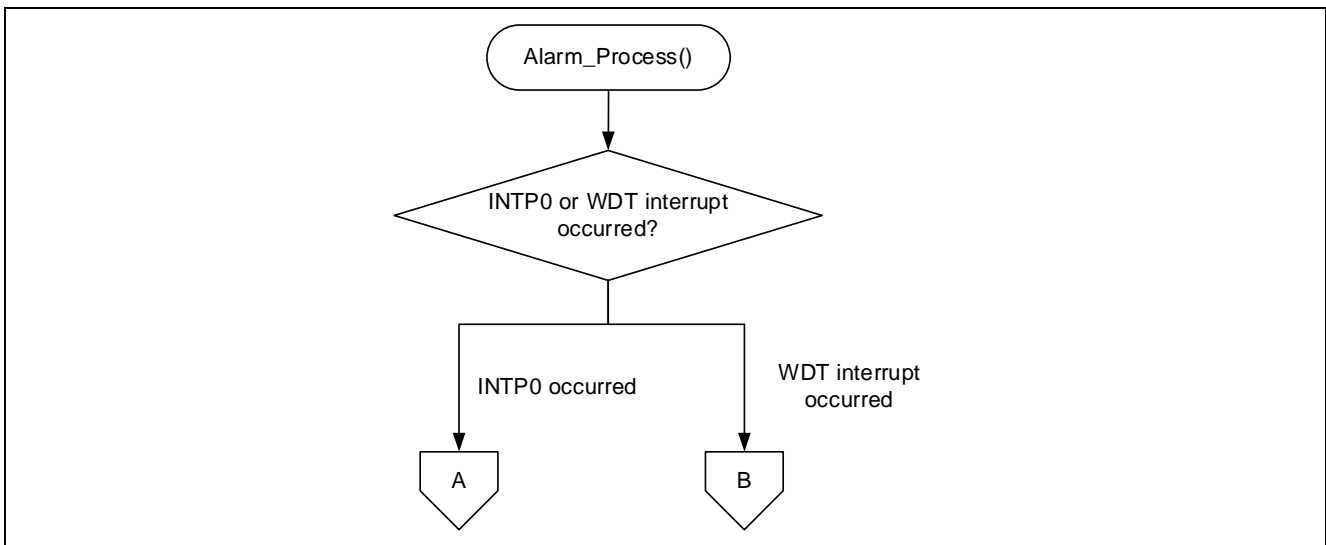 Alarm_Process()
INTP0 or WDT interrupt
occurred?
INTP0 occurred
WDT interrupt
occurred
A
B